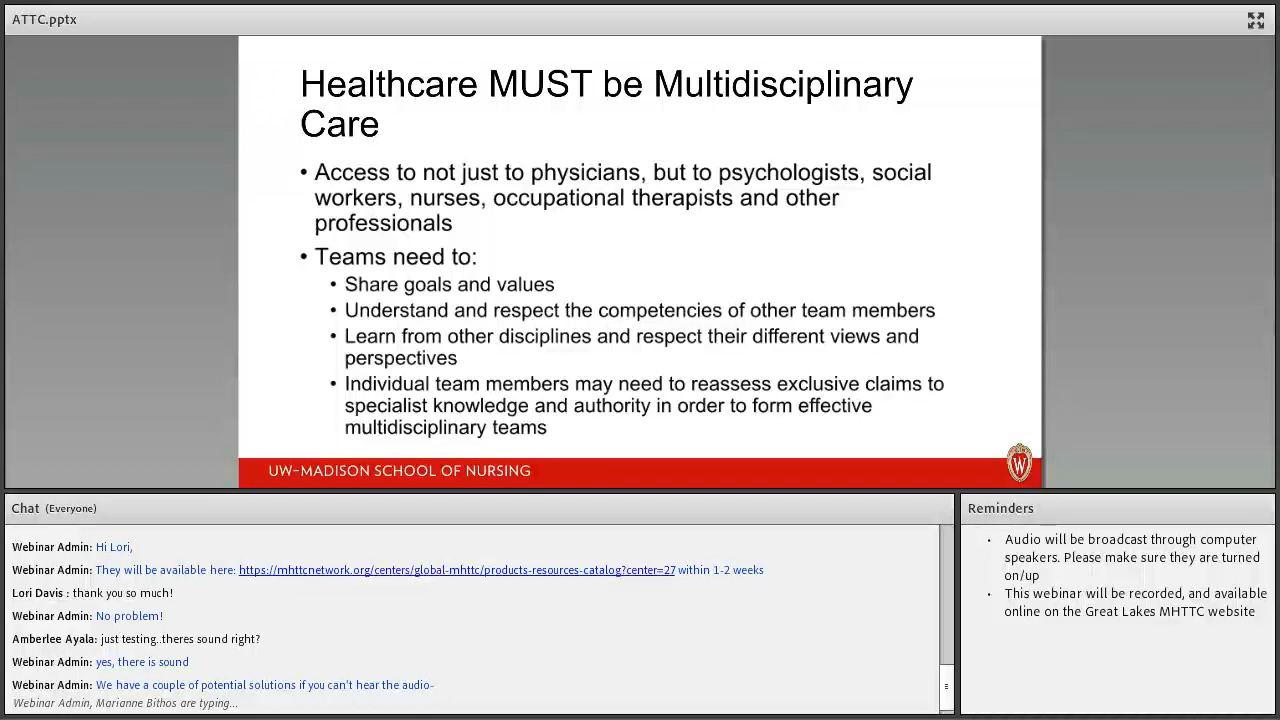 ATTC.pptx
Healthcare MUST be Multidisciplinary
Care
• Access to not just to physicians, but to psychologists, social
workers, nurses, occupational therapists and other
professionals
• Teams need to:
• Share goals and values
• Understand and respect the competencies of other team members
• Learn from other disciplines and respect their different views and
perspectives
• Individual team members may need to reassess exclusive claims to
specialist knowledge and authority in order to form effective
multidisciplinary teams
UW-MADISON SCHOOL OF NURSING
W
Chat (Everyone)
Webinar Admin: Hi Lori,
Webinar Admin: They will be available here: https://mhttcnetwork.org/centers/global-mhttc/products-resources-catalog?center=27 within 1-2 weeks
Lori Davis : thank you so much!
Webinar Admin: No problem!
Amberlee Ayala: just testing..theres sound right?
Webinar Admin: yes, there is sound
Webinar Admin: We have a couple of potential solutions if you can't hear the audio-
Webinar Admin, Marianne Bithos are typing...
Reminders
• Audio will be broadcast through computer
speakers. Please make sure they are turned
on/up
• This webinar will be recorded, and available
online on the Great Lakes MHTTC website